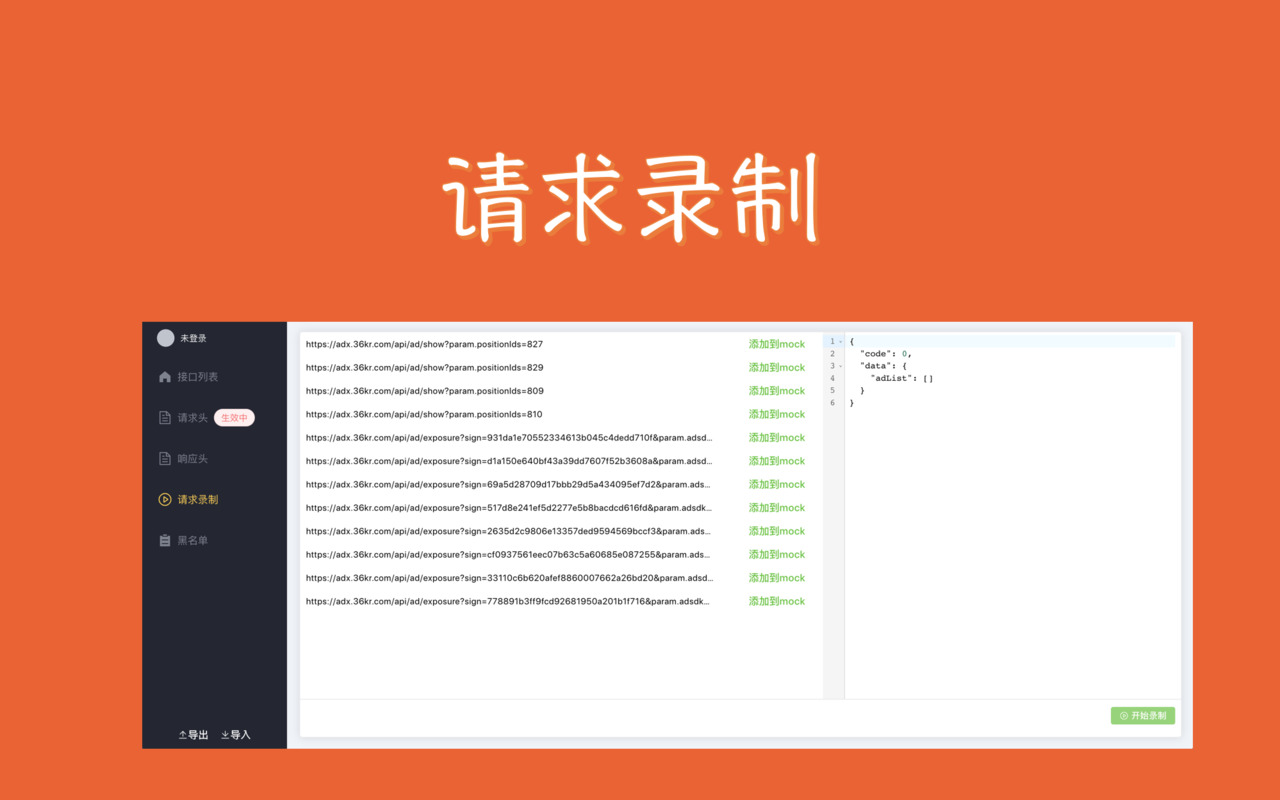 请求录制
未登录
接口列表
请求头 生效中
响应头
请求录制
黑名单
导出 导入
https://adx.36kr.com/api/ad/show?param.positionIds=827 添加到mock
https://adx.36kr.com/api/ad/show?param.positionIds=829 添加到mock
https://adx.36kr.com/api/ad/show?param.positionIds=809 添加到mock
https://adx.36kr.com/api/ad/show?param.positionIds=810 添加到mock
https://adx.36kr.com/api/ad/exposure?sign=931da1e70552334613b045c4dedd710f&param.adsd... 添加到mock
https://adx.36kr.com/api/ad/exposure?sign=d1a150e640bf43a39dd7607f52b3608a&param.adsd... 添加到mock
https://adx.36kr.com/api/ad/exposure?sign=69a5d28709d17bbb29d5a434095ef7d2&param.ads... 添加到mock
https://adx.36kr.com/api/ad/exposure?sign=517d8e241ef5d2277e5b8bacdcd616fd&param.adsdk... 添加到mock
https://adx.36kr.com/api/ad/exposure?sign=2635d2c9806e13357ded9594569bccf3&param.ads... 添加到mock
https://adx.36kr.com/api/ad/exposure?sign=cf0937561eec07b63c5a60685e087255&param.ads... 添加到mock
https://adx.36kr.com/api/ad/exposure?sign=33110c6b620afef8860007662a26bd20&param.adsd... 添加到mock
https://adx.36kr.com/api/ad/exposure?sign=778891b3ff9fcd92681950a201b1f716&param.adsdk... 添加到mock
1 {
2 "code": 0,
3 "data": {
4 "adList": []
5 }
6 }
开始录制